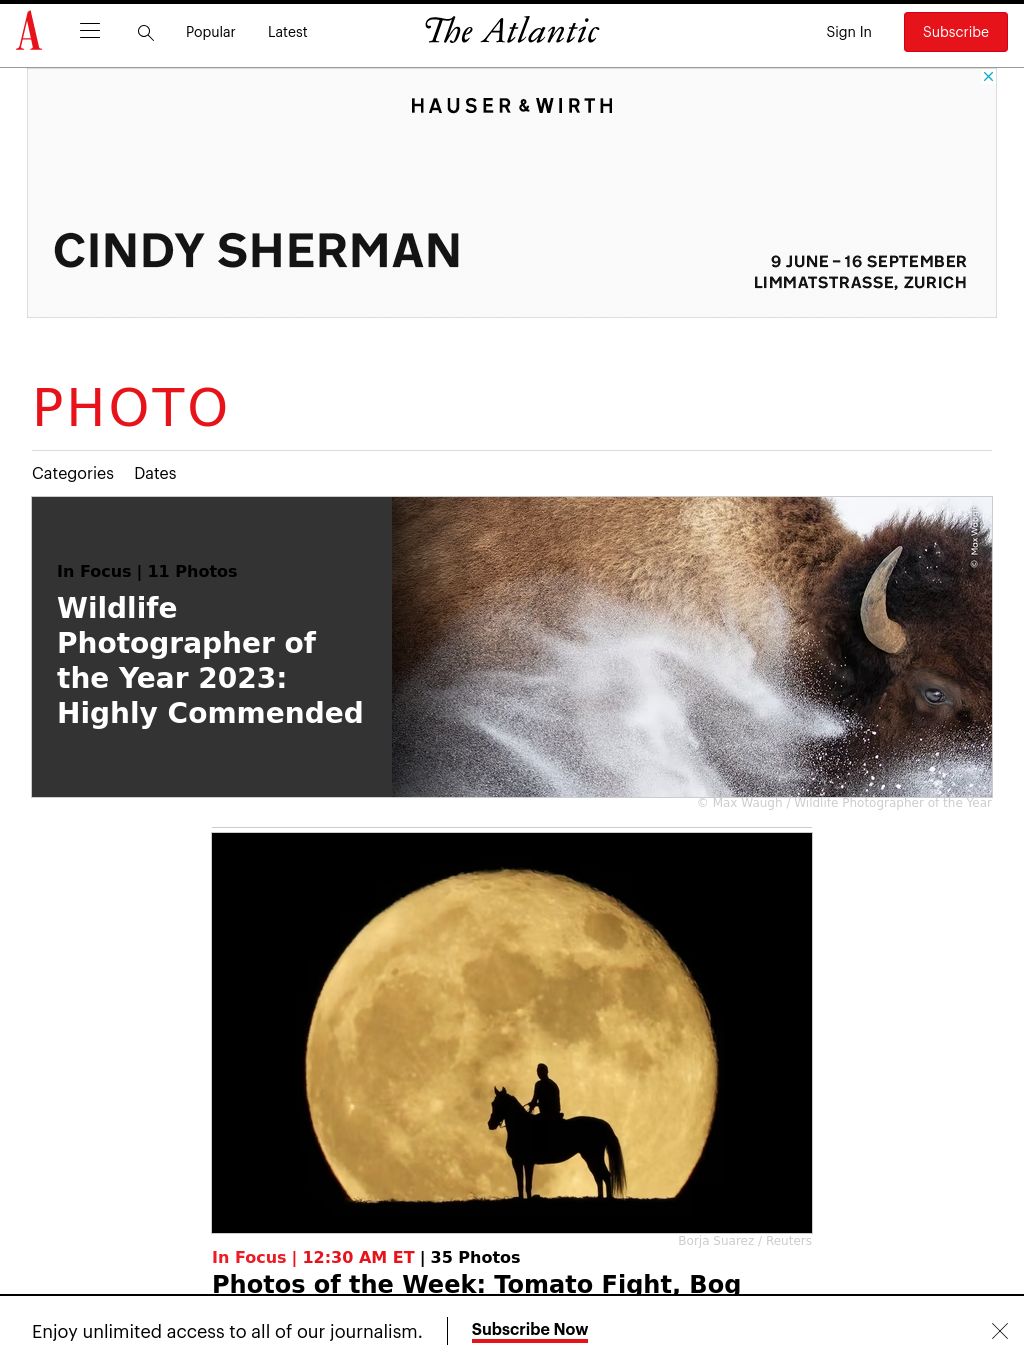 A
Popular
Latest
The Atlantic
Sign In
Subscribe
HAUSER & WIRTH
CINDY SHERMAN
9 JUNE – 16 SEPTEMBER
LIMMATSTRASSE, ZURICH
PHOTO
Categories
Dates
In Focus | 11 Photos
Wildlife
Photographer of
the Year 2023:
Highly Commended
© Max Waugh
© Max Waugh / Wildlife Photographer of the Year
Borja Suarez / Reuters
In Focus | 12:30 AM ET | 35 Photos
Photos of the Week: Tomato Fight, Bog
Enjoy unlimited access to all of our journalism.
Subscribe Now